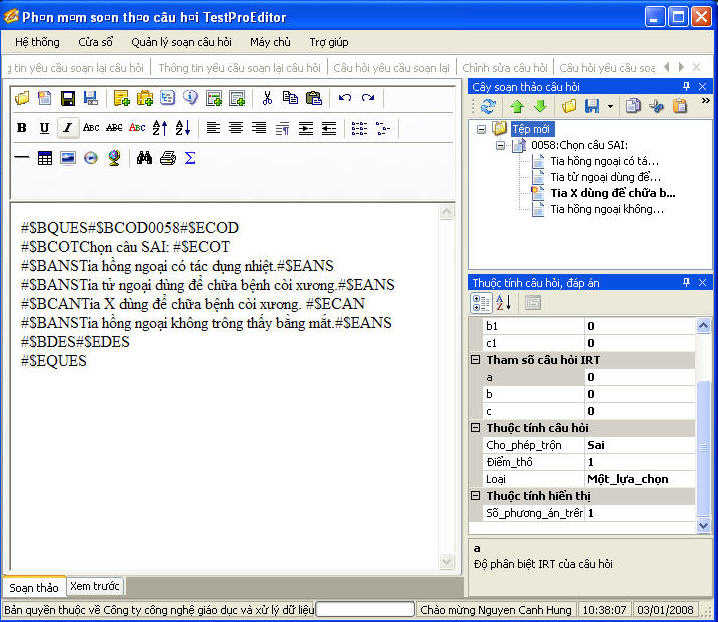 Ph¤n m¤m so¤n th¤o câu h¤i TestProEditor
Hệ thống Cửa sổ Quản lý soạn câu hỏi Máy chủ Trợ giúp
g tin yêu cầu soạn lại câu hỏi Thông tin yêu cầu soạn lại câu hỏi Câu hỏi yêu cầu soạn lại Chỉnh sửa câu hỏi Câu hỏi yêu cầu soạ
B U I ABC ABC ABC
#$BQUES#$BCOD0058#$ECOD
#$BCOTChọn câu SAI: #$ECOT
#$BANSTia hồng ngoại có tác dụng nhiệt.#$EANS
#$BANSTia tử ngoại dùng để chữa bệnh còi xương.#$EANS
#$BCANTia X dùng để chữa bệnh còi xương. #$ECAN
#$BANSTia hồng ngoại không trông thấy bằng mắt.#$EANS
#$BDES#$EDES
#$EQUES
Cây soạn thảo câu hỏi
Tệp mới
0058:Chọn câu SAI:
Tia hồng ngoại có tá...
Tia tử ngoại dùng để...
Tia X dùng để chữa b...
Tia hồng ngoại không...
Thuộc tính câu hỏi, đáp án
b1 0
c1 0
Tham số câu hỏi IRT
a 0
b 0
c 0
Thuộc tính câu hỏi
Cho_phép_trộn Sai
Điểm_thô 1
Loại Một_lựa_chọn
Thuộc tính hiển thị
Số_phương_án_trên 1
a
Độ phân biệt IRT của câu hỏi
Soạn thảo Xem trước
Bản quyền thuộc về Công ty công nghệ giáo dục và xử lý dữ liệu Chào mừng Nguyen Canh Hung 10:38:07 03/01/2008